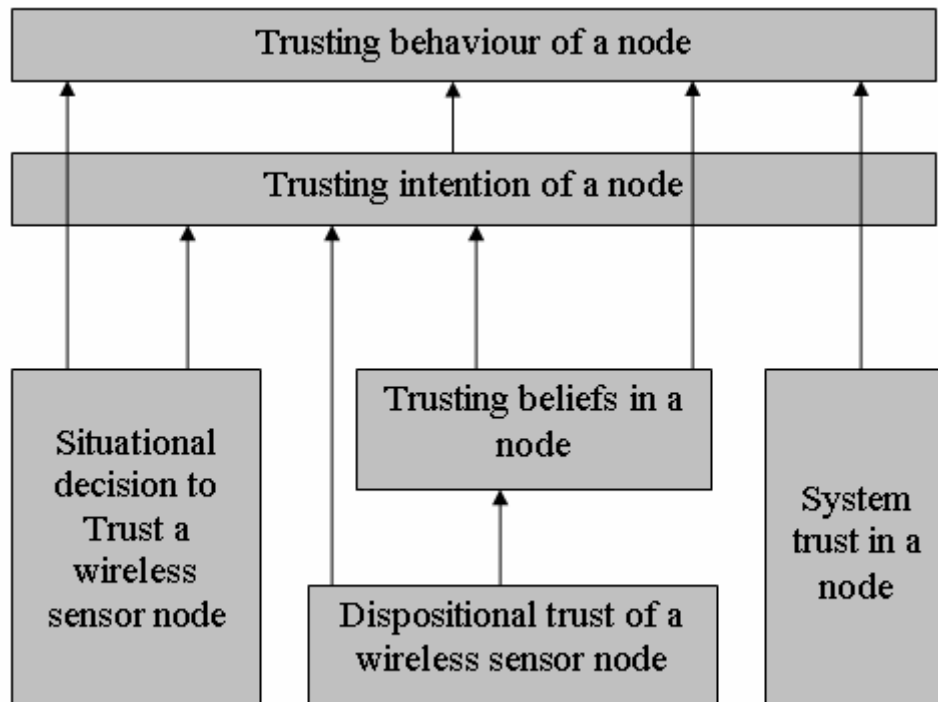 Trusting behaviour of a node
Trusting intention of a node
Situational
decision to
Trust a
wireless
sensor node
Trusting beliefs in a
node
Dispositional trust of a
wireless sensor node
System
trust in a
node